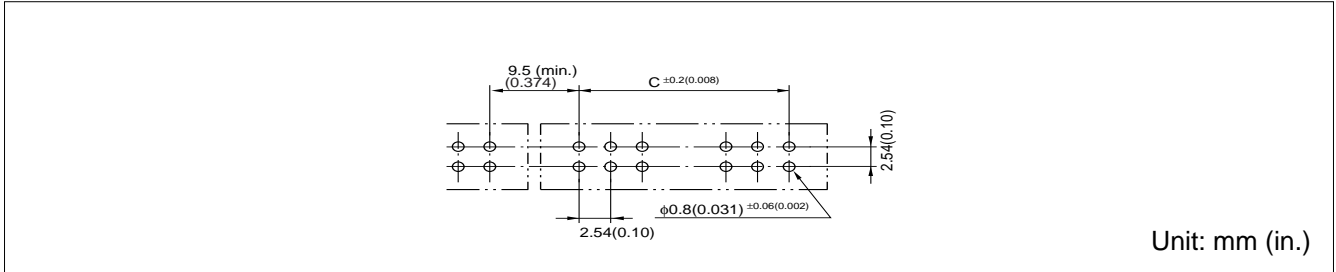 9.5 (min.)
(0.374)
C ±0.2(0.008)
2.54(0.10)
ϕ0.8(0.031) ±0.06(0.002)
2.54(0.10)
Unit: mm (in.)